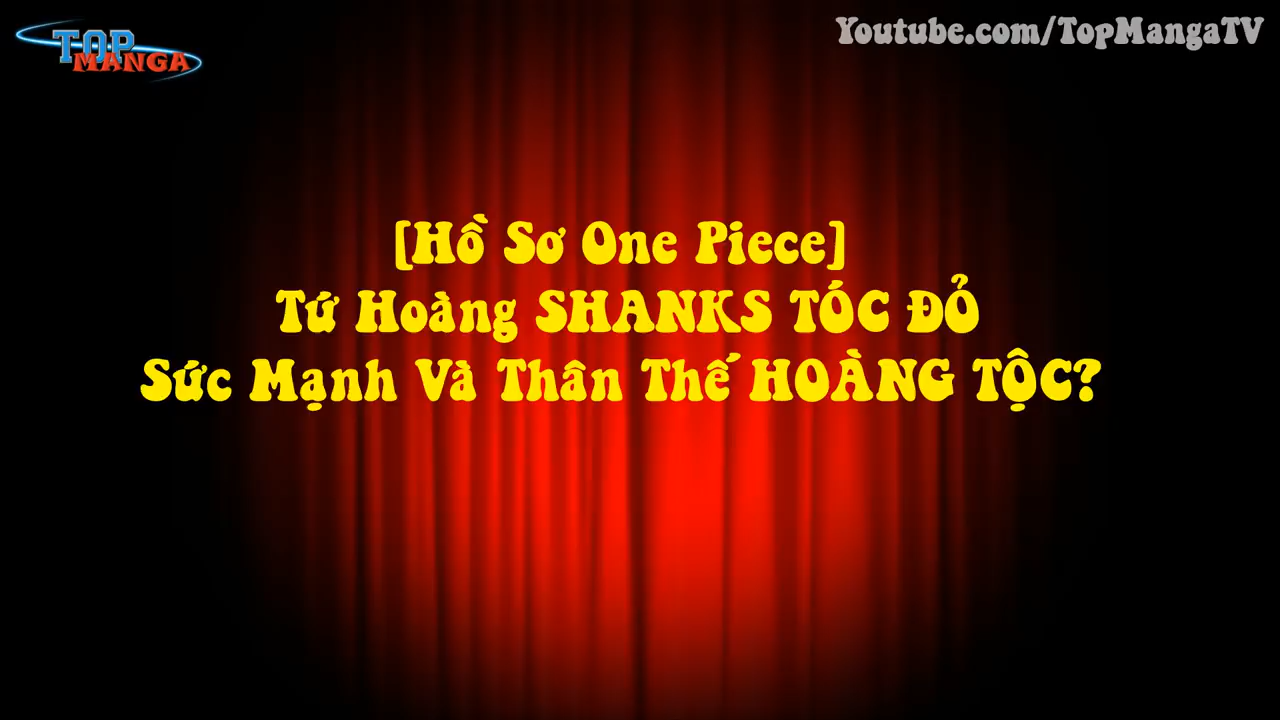 TOP MANGA
Youtube.com/TopMangaTV
[Hồ Sơ One Piece]
Tứ Hoàng SHANKS TÓC ĐỎ
Sức Mạnh Và Thân Thế HOÀNG TỘC?